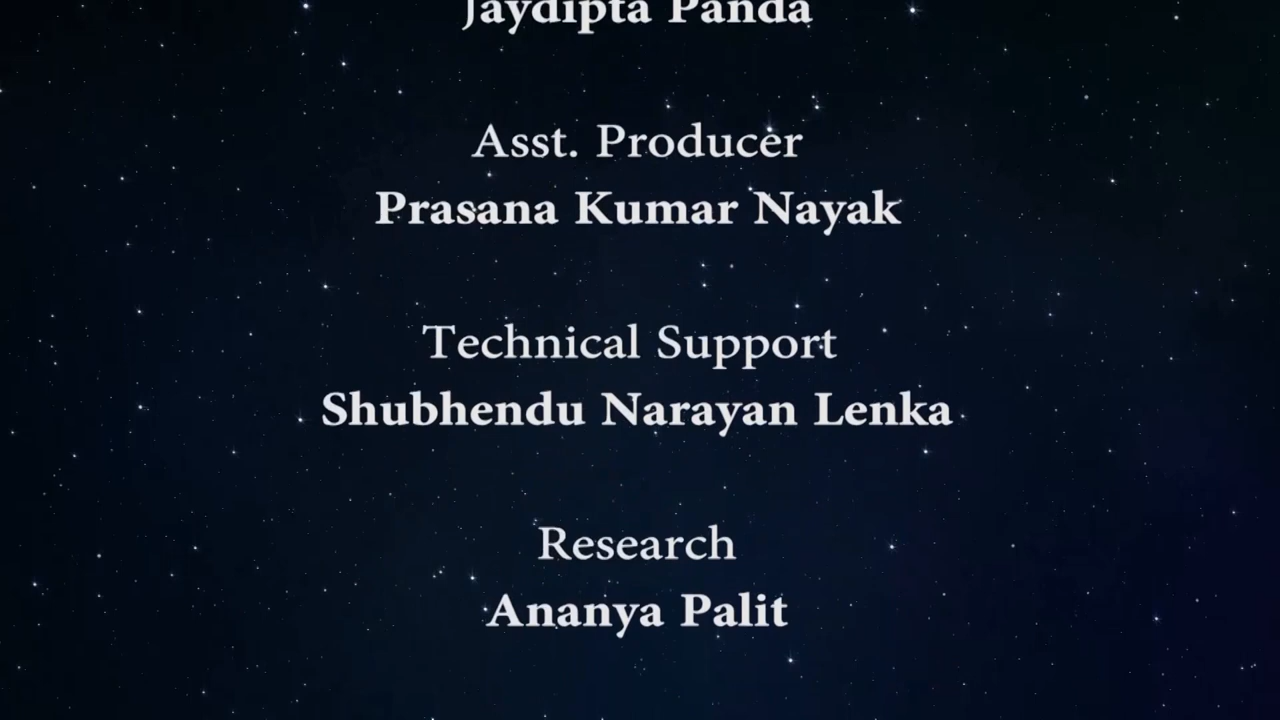 Jaydipta Panda
Asst. Producer
Prasana Kumar Nayak
Technical Support
Shubhendu Narayan Lenka
Research
Ananya Palit